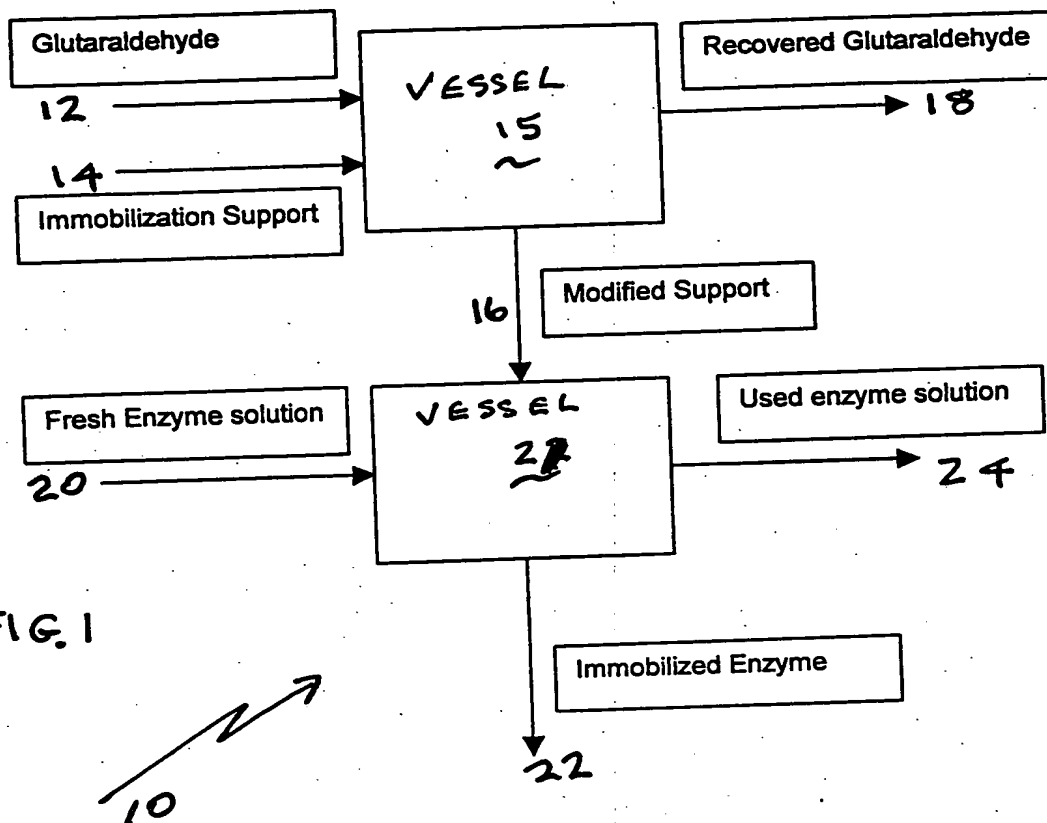 Glutaraldehyde
12
14
Immobilization Support
VESSEL
15
Recovered Glutaraldehyde
18
16
Modified Support
Fresh Enzyme solution
20
VESSEL
Used enzyme solution
24
FIG. 1
10
Immobilized Enzyme
22